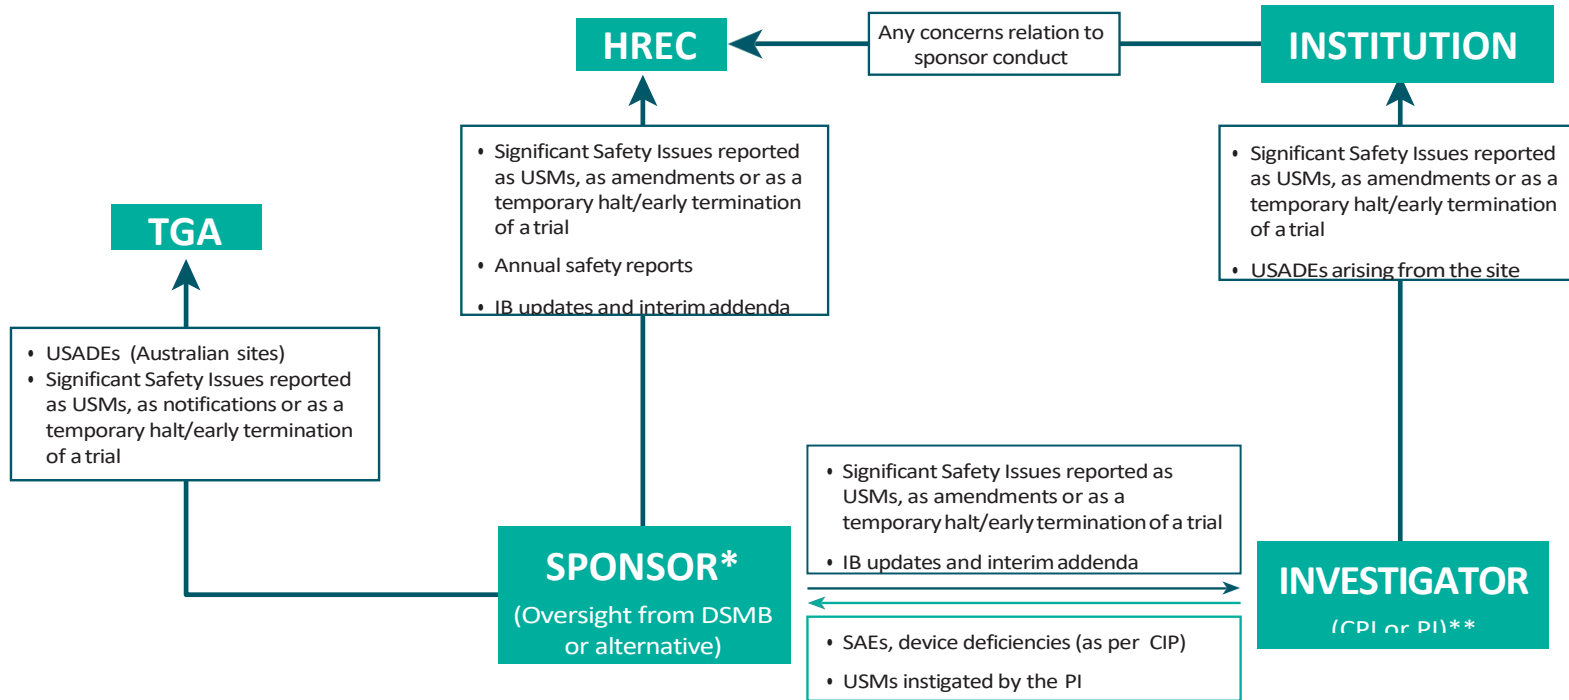 HREC
Any concerns relation to
sponsor conduct
INSTITUTION
• Significant Safety Issues reported
as USMs, as amendments or as a
temporary halt/early termination
of a trial
• Annual safety reports
• IB updates and interim addenda
• Significant Safety Issues reported
as USMs, as amendments or as a
temporary halt/early termination
of a trial
• USADEs arising from the site
TGA
• USADEs (Australian sites)
• Significant Safety Issues reported
as USMs, as notifications or as a
temporary halt/early termination
of a trial
• Significant Safety Issues reported as
USMs, as amendments or as a
temporary halt/early termination of a trial
• IB updates and interim addenda
SPONSOR*
(Oversight from DSMB
or alternative)
INVESTIGATOR
(CPI or PI)**
• SAEs, device deficiencies (as per CIP)
• USMs instigated by the PI